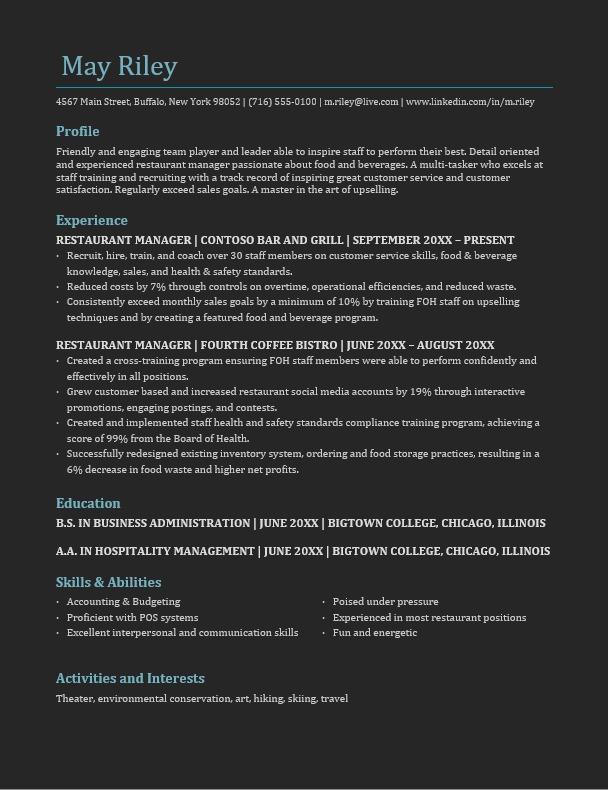 May Riley
4567 Main Street, Buffalo, New York 98052 | (716) 555-0100 | m.riley@live.com | www.linkedin.com/in/m.riley
Profile
Friendly and engaging team player and leader able to inspire staff to perform their best. Detail oriented
and experienced restaurant manager passionate about food and beverages. A multi-tasker who excels at
staff training and recruiting with a track record of inspiring great customer service and customer
satisfaction. Regularly exceed sales goals. A master in the art of upselling.
Experience
RESTAURANT MANAGER | CONTOSO BAR AND GRILL | SEPTEMBER 20XX – PRESENT
· Recruit, hire, train, and coach over 30 staff members on customer service skills, food & beverage
knowledge, sales, and health & safety standards.
· Reduced costs by 7% through controls on overtime, operational efficiencies, and reduced waste.
· Consistently exceed monthly sales goals by a minimum of 10% by training FOH staff on upselling
techniques and by creating a featured food and beverage program.
RESTAURANT MANAGER | FOURTH COFFEE BISTRO | JUNE 20XX – AUGUST 20XX
· Created a cross-training program ensuring FOH staff members were able to perform confidently and
effectively in all positions.
· Grew customer based and increased restaurant social media accounts by 19% through interactive
promotions, engaging postings, and contests.
· Created and implemented staff health and safety standards compliance training program, achieving a
score of 99% from the Board of Health.
· Successfully redesigned existing inventory system, ordering and food storage practices, resulting in a
6% decrease in food waste and higher net profits.
Education
B.S. IN BUSINESS ADMINISTRATION | JUNE 20XX | BIGTOWN COLLEGE, CHICAGO, ILLINOIS
A.A. IN HOSPITALITY MANAGEMENT | JUNE 20XX | BIGTOWN COLLEGE, CHICAGO, ILLINOIS
Skills & Abilities
· Accounting & Budgeting
· Proficient with POS systems
· Excellent interpersonal and communication skills
· Poised under pressure
· Experienced in most restaurant positions
· Fun and energetic
Activities and Interests
Theater, environmental conservation, art, hiking, skiing, travel